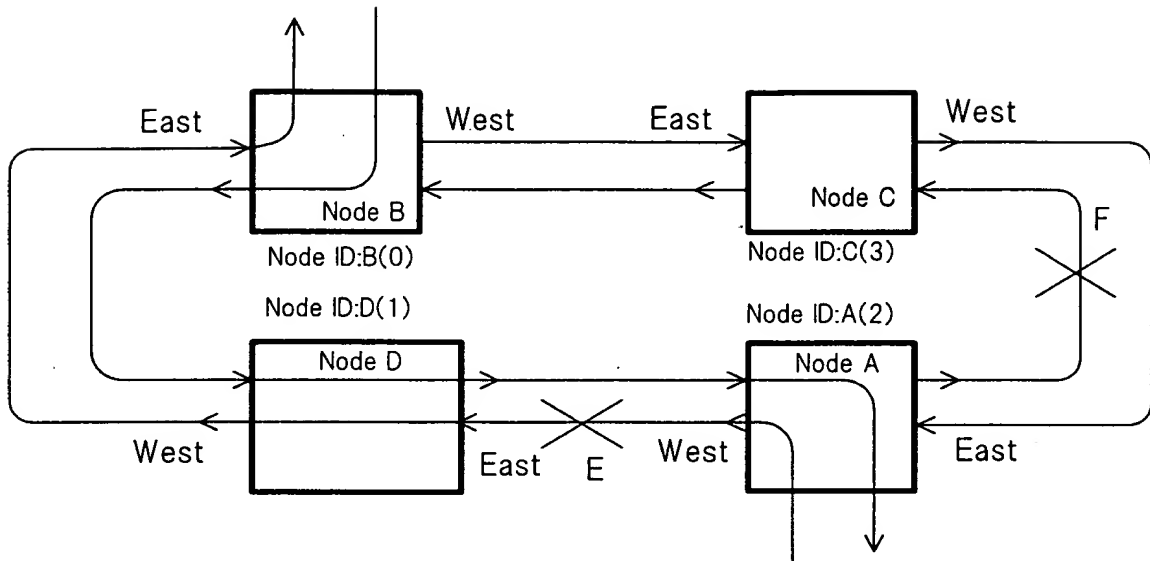 East
West
East
West
Node B
Node C
F
Node ID:B(0)
Node ID:C(3)
Node ID:D(1)
Node ID:A(2)
Node D
Node A
West
East
E
West
East